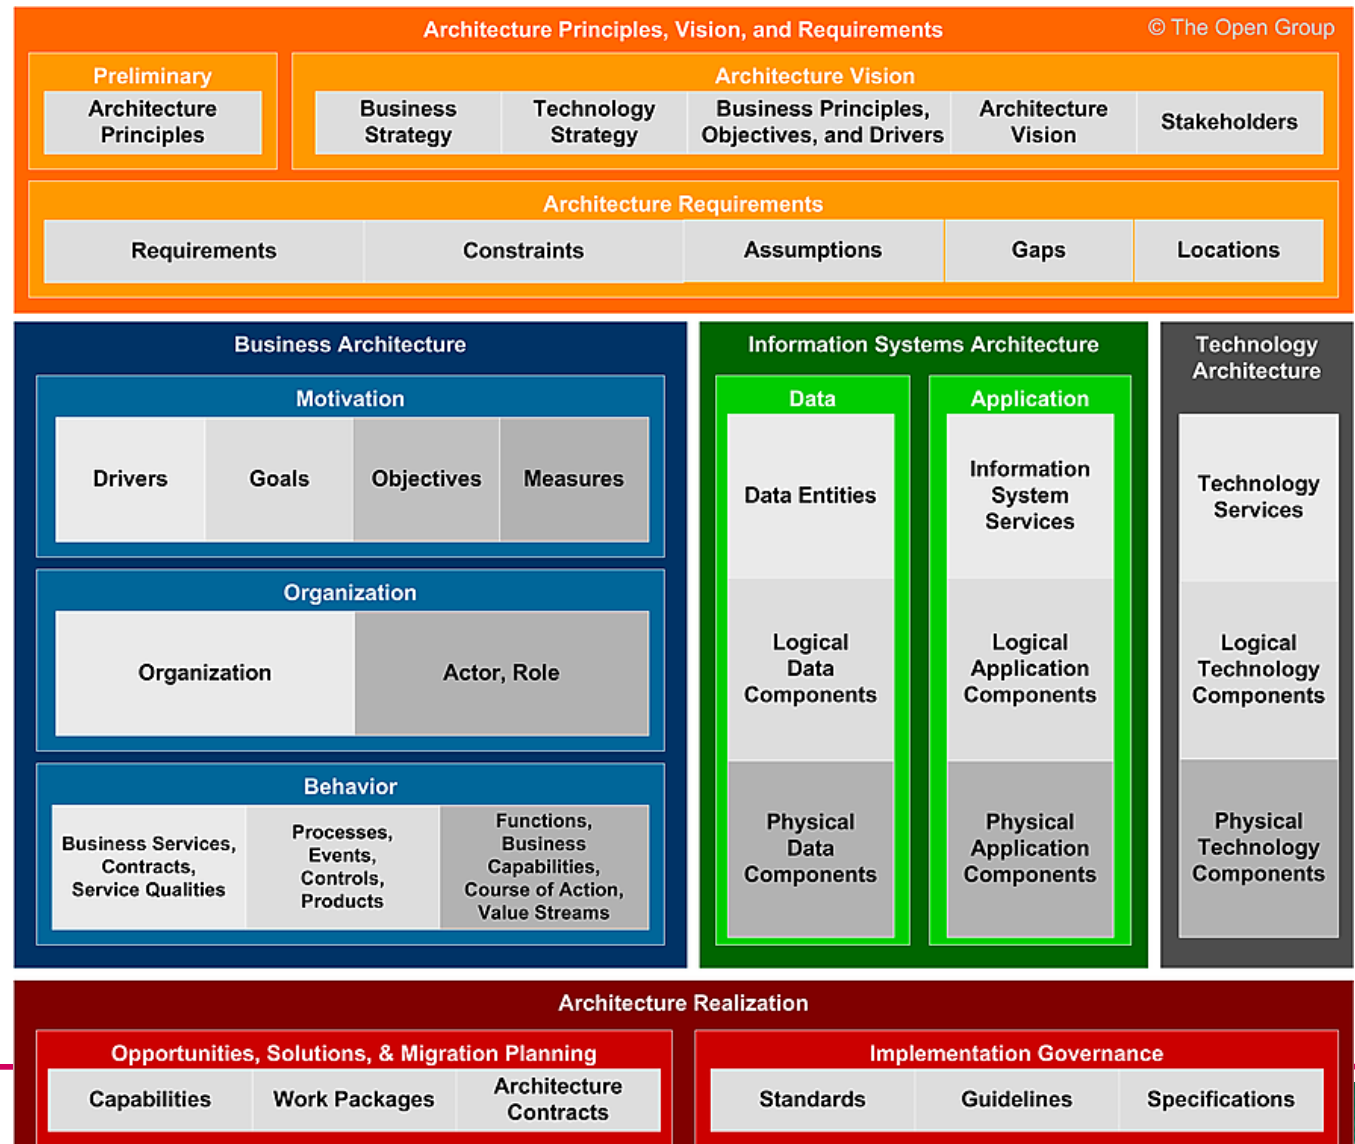 Architecture Principles, Vision, and Requirements
© The Open Group
Preliminary
Architecture
Principles
Architecture Vision
Business
Strategy
Technology
Strategy
Business Principles,
Objectives, and Drivers
Architecture
Vision
Stakeholders
Architecture Requirements
Requirements
Constraints
Assumptions
Gaps
Locations
Business Architecture
Motivation
Drivers
Goals
Objectives
Measures
Organization
Organization
Actor, Role
Behavior
Business Services,
Contracts,
Service Qualities
Processes,
Events,
Controls,
Products
Functions,
Business
Capabilities,
Course of Action,
Value Streams
Information Systems Architecture
Data
Data Entities
Logical
Data
Components
Physical
Data
Components
Application
Information
System
Services
Logical
Application
Components
Physical
Application
Components
Technology
Architecture
Technology
Services
Logical
Technology
Components
Physical
Technology
Components
Architecture Realization
Opportunities, Solutions, & Migration Planning
Capabilities
Work Packages
Architecture
Contracts
Implementation Governance
Standards
Guidelines
Specifications